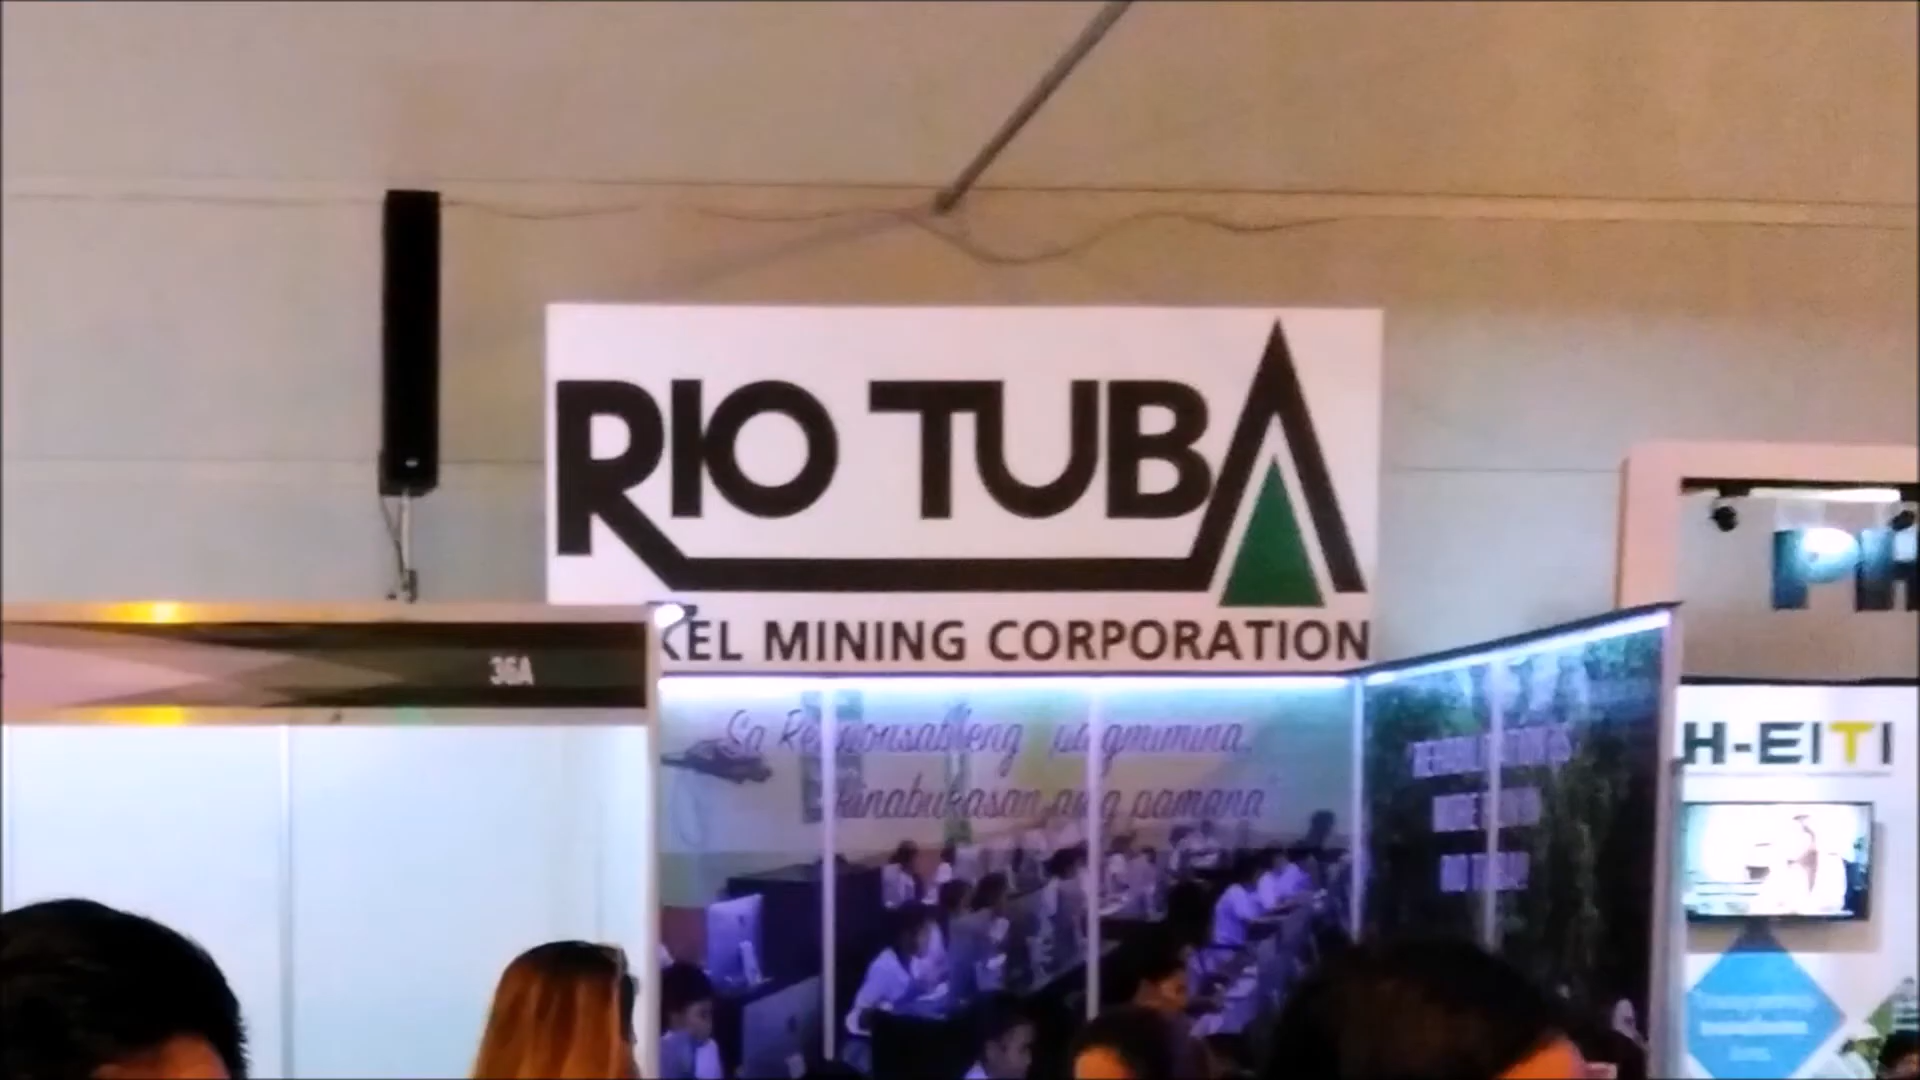 RIO TUBA
KEL MINING CORPORATION
36A
PH
H-EITI
Sa Responsableng pagmimina,
kinabukasan ang pamana